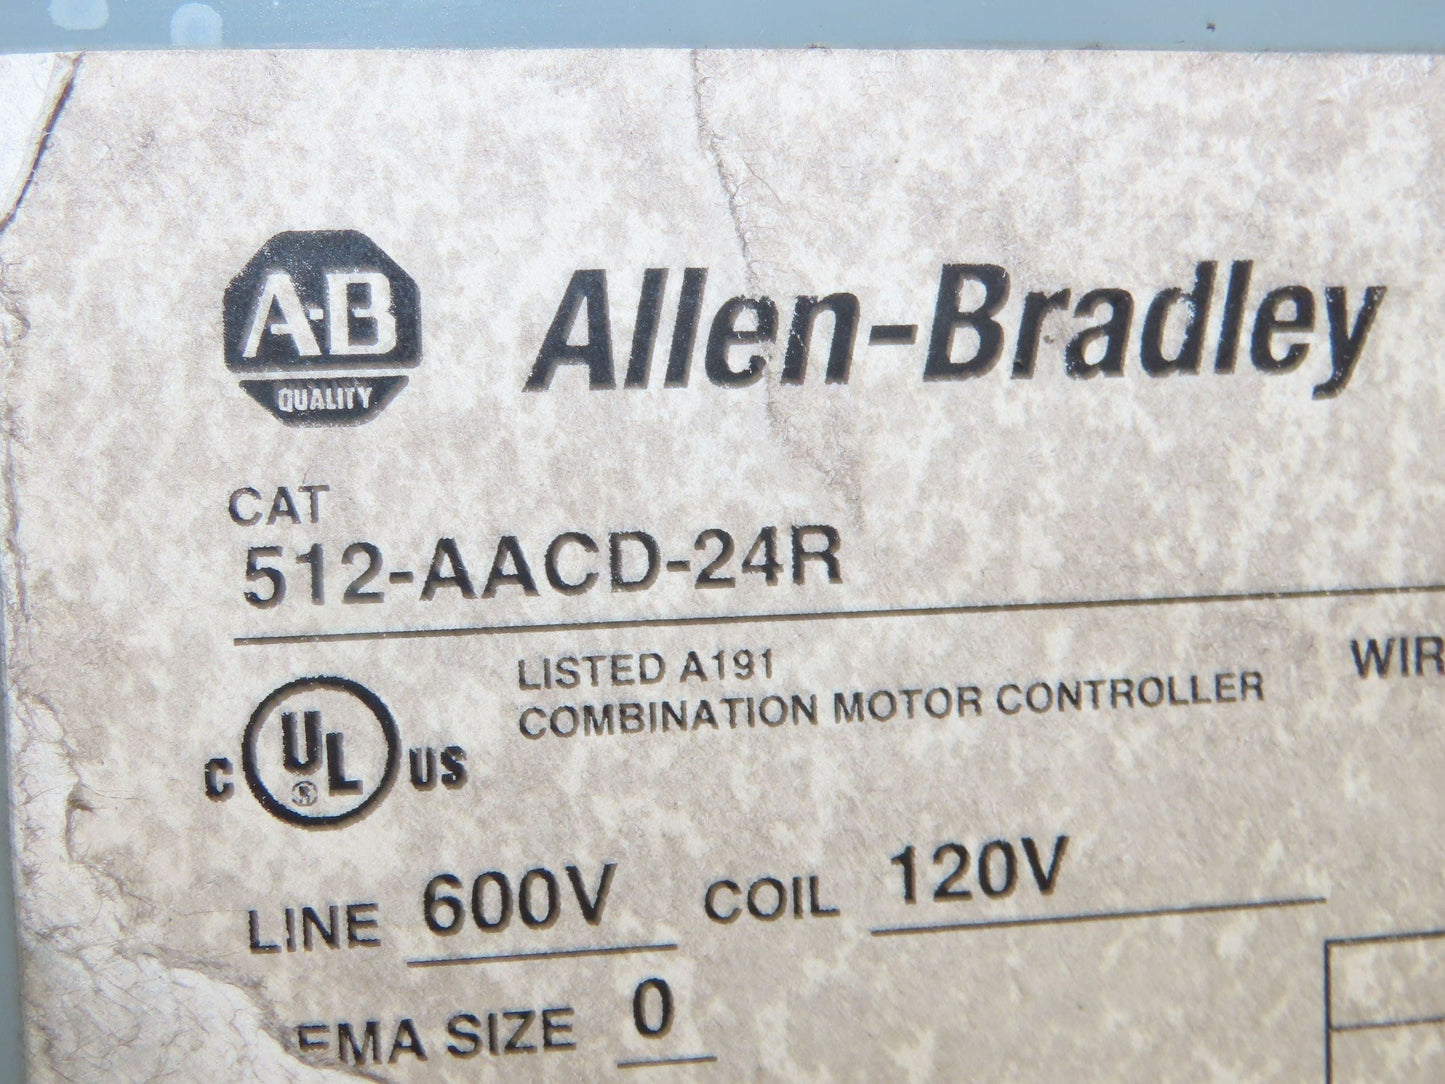 A-B
QUALITY
Allen-Bradley
CAT
512-AACD-24R
LISTED A191
COMBINATION MOTOR CONTROLLER
WIR
C UL US
LINE 600V COIL 120V
EMA SIZE 0